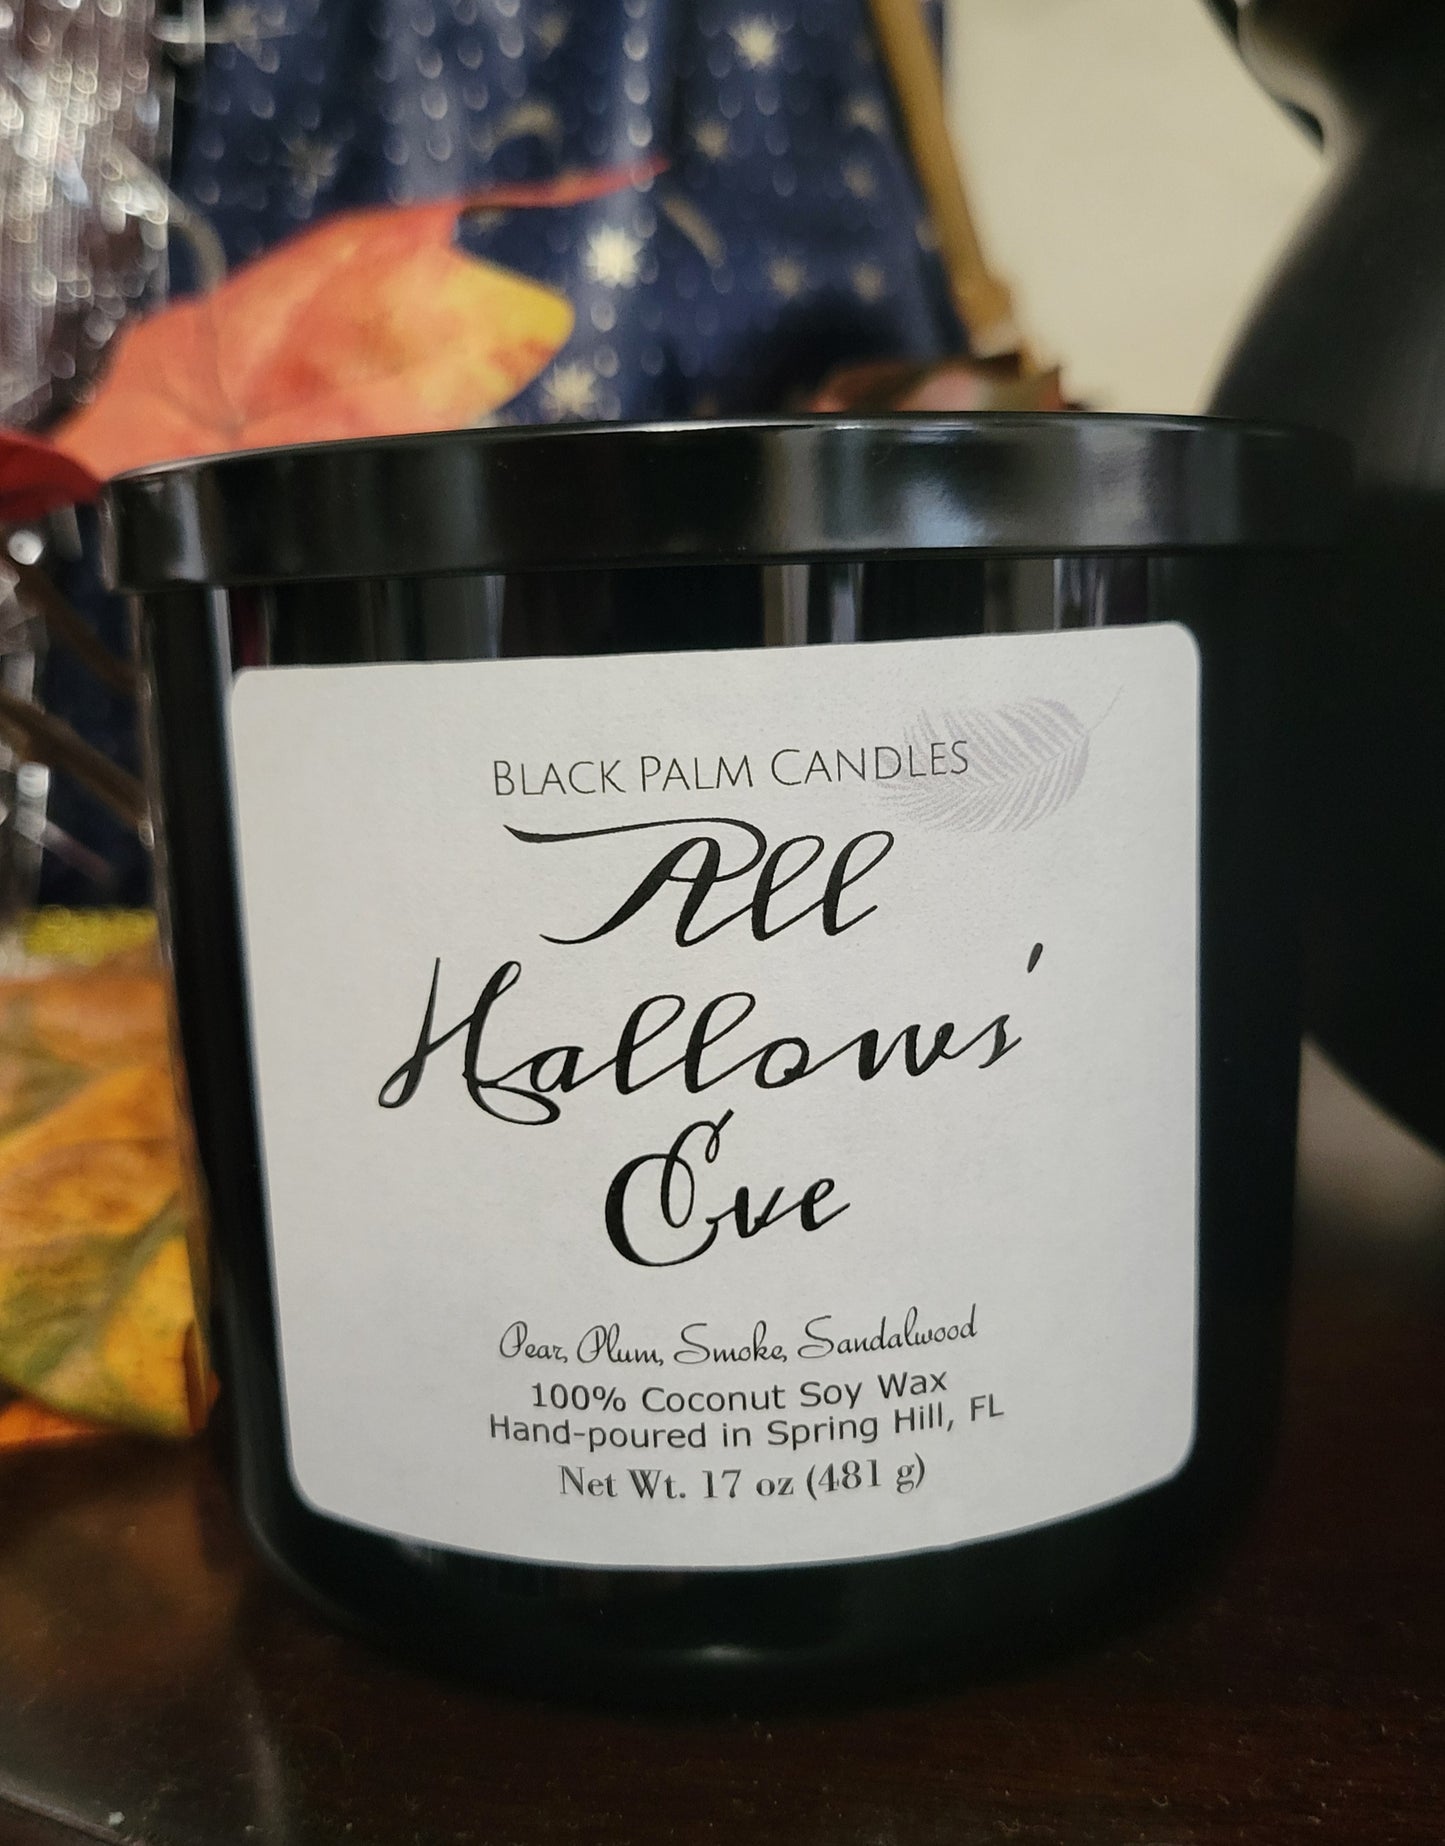 BLACK PALM CANDLES
All
Hallows'
Eve
Pear, Plum, Smoke, Sandalwood
100% Coconut Soy Wax
Hand-poured in Spring Hill, FL
Net Wt. 17 oz (481 g)